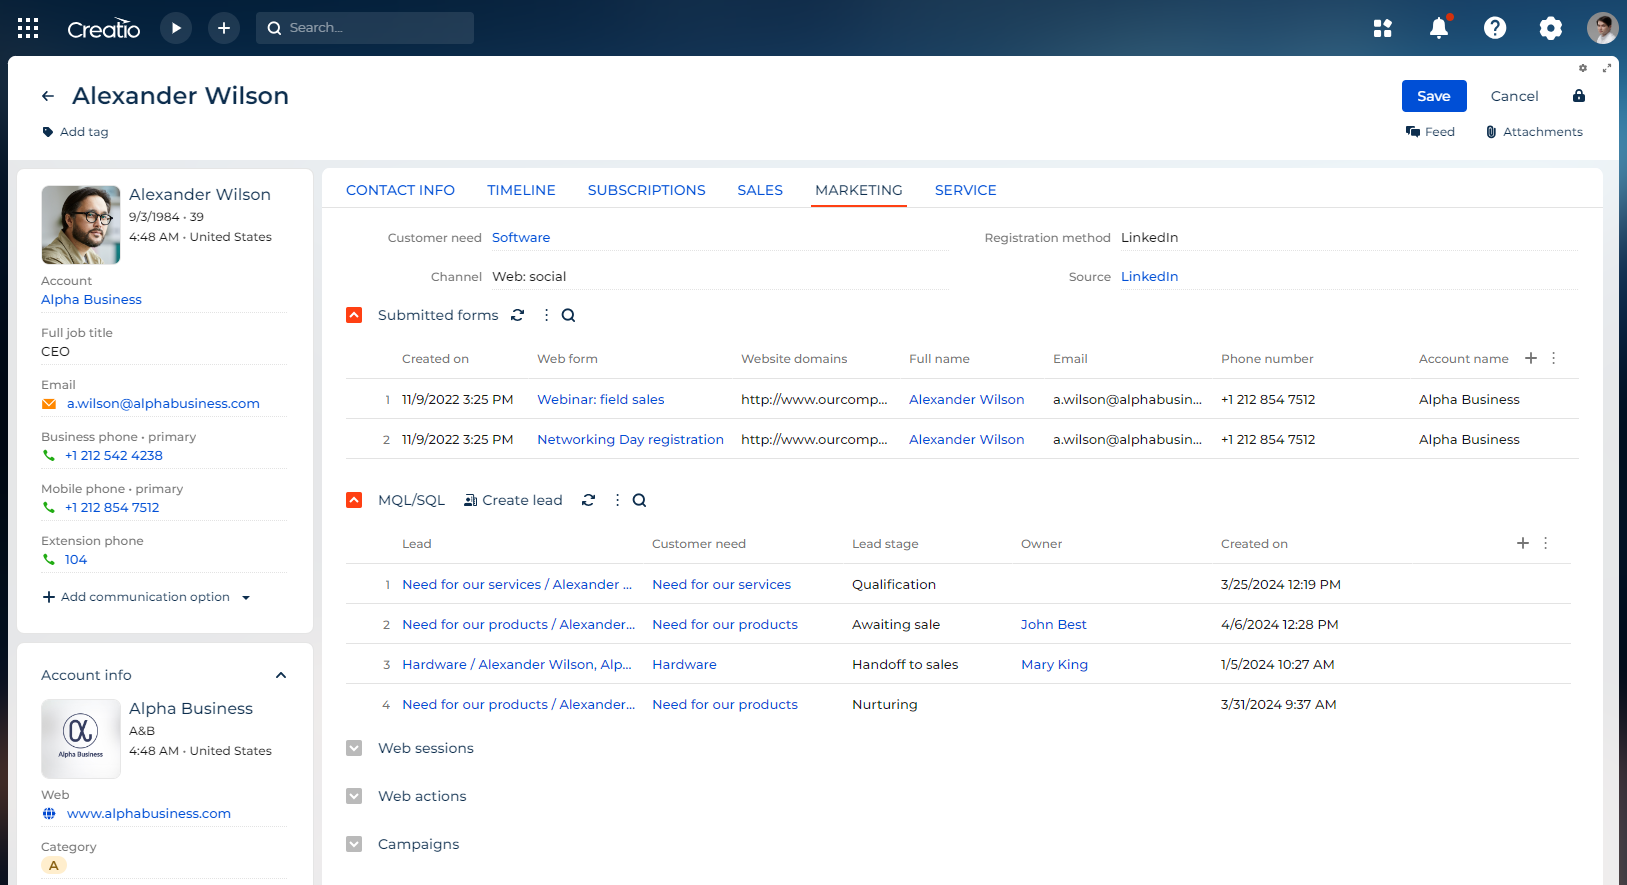 Creatio
Search...
Alexander Wilson
Save
Cancel
Add tag
Feed
Attachments
Alexander Wilson
9/3/1984 • 39
4:48 AM • United States
Account
Alpha Business
Full job title
CEO
Email
a.wilson@alphabusiness.com
Business phone • primary
+1 212 542 4238
Mobile phone • primary
+1 212 854 7512
Extension phone
104
Add communication option
Account info
Alpha Business
Alpha Business
A&B
4:48 AM • United States
Web
www.alphabusiness.com
Category
A
CONTACT INFO TIMELINE SUBSCRIPTIONS SALES MARKETING SERVICE
Customer need Software
Registration method LinkedIn
Channel Web: social
Source LinkedIn
Submitted forms
Created on Web form Website domains Full name Email Phone number Account name
1 11/9/2022 3:25 PM Webinar: field sales http://www.ourcomp... Alexander Wilson a.wilson@alphabusin... +1 212 854 7512 Alpha Business
2 11/9/2022 3:25 PM Networking Day registration http://www.ourcomp... Alexander Wilson a.wilson@alphabusin... +1 212 854 7512 Alpha Business
MQL/SQL Create lead
Lead Customer need Lead stage Owner Created on
1 Need for our services / Alexander ... Need for our services Qualification 3/25/2024 12:19 PM
2 Need for our products / Alexander... Need for our products Awaiting sale John Best 4/6/2024 12:28 PM
3 Hardware / Alexander Wilson, Alp... Hardware Handoff to sales Mary King 1/5/2024 10:27 AM
4 Need for our products / Alexander... Need for our products Nurturing 3/31/2024 9:37 AM
Web sessions
Web actions
Campaigns